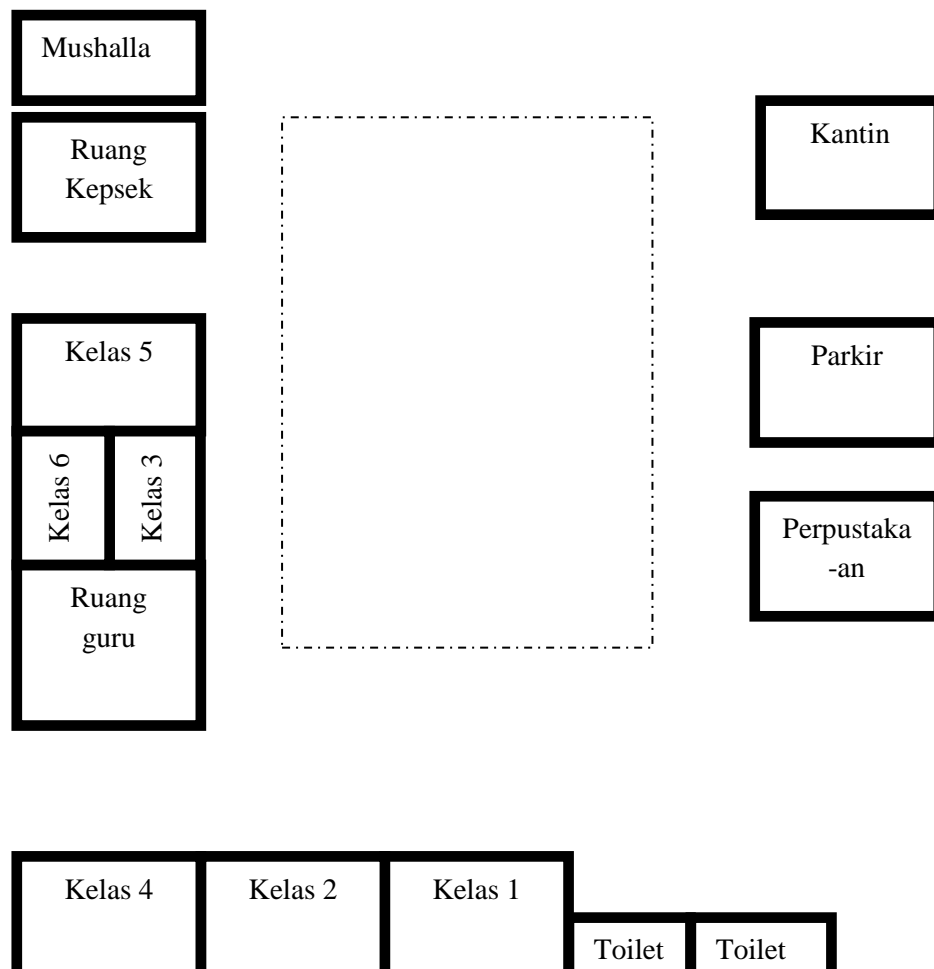 Mushalla
Ruang
Kepsek
Kantin
Kelas 5
Parkir
Kelas 6
Kelas 3
Perpustaka
-an
Ruang
guru
Kelas 4
Kelas 2
Kelas 1
Toilet
Toilet